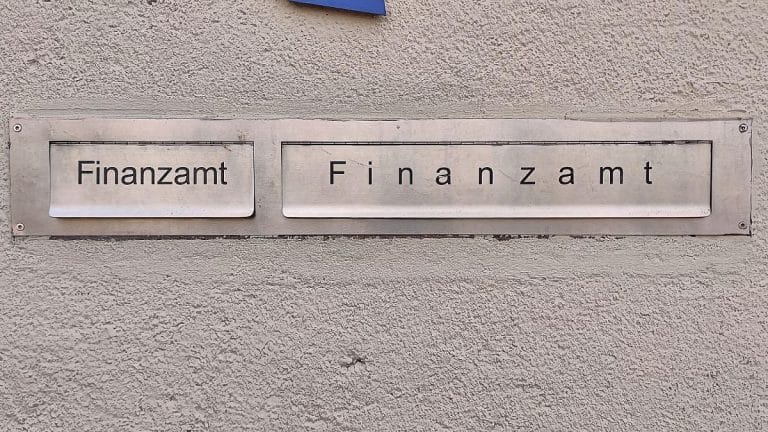 Finanzamt
F i n a n z a m t